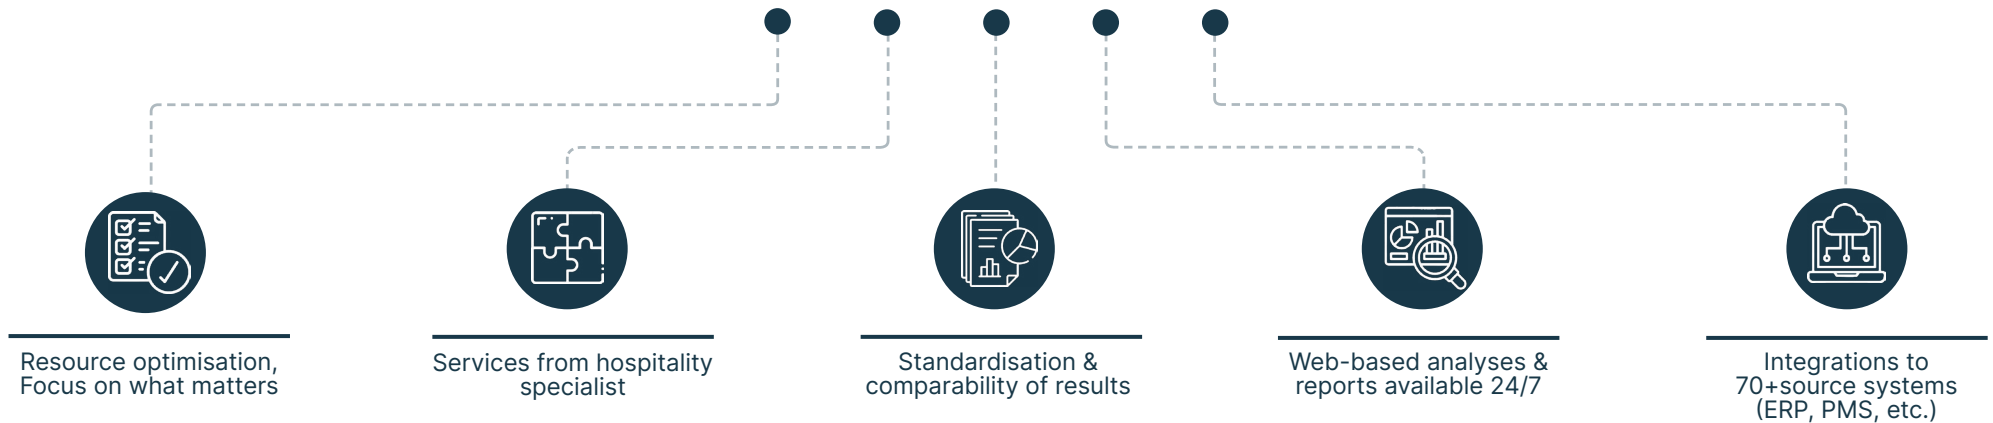 Resource optimisation,
Focus on what matters
Services from hospitality
specialist
Standardisation &
comparability of results
Web-based analyses &
reports available 24/7
Integrations to
70+source systems
(ERP, PMS, etc.)